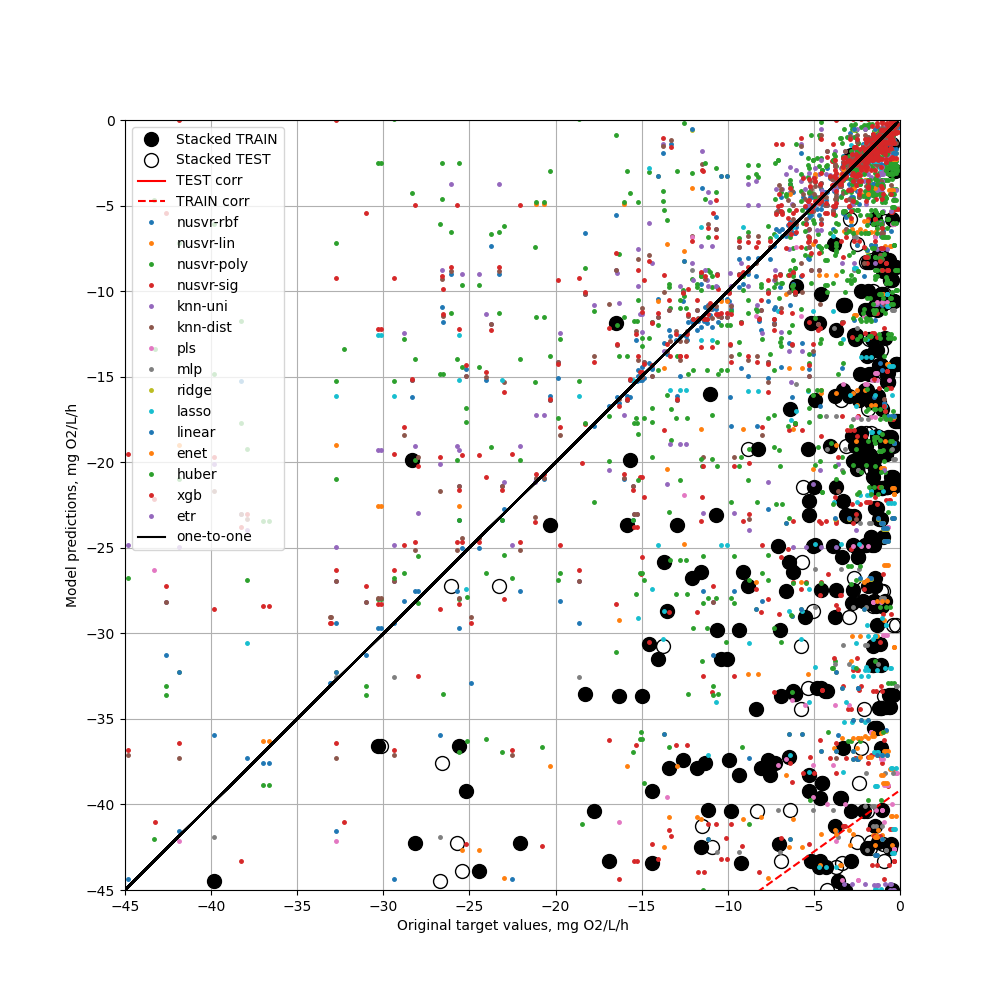 0
−5
−10
−15
−20
−25
−30
−35
−40
−45
Model predictions, mg O2/L/h
Stacked TRAIN
Stacked TEST
TEST corr
TRAIN corr
nusvr-rbf
nusvr-lin
nusvr-poly
nusvr-sig
knn-uni
knn-dist
pls
mlp
ridge
lasso
linear
enet
huber
xgb
etr
one-to-one
−45 −40 −35 −30 −25 −20 −15 −10 −5 0
Original target values, mg O2/L/h